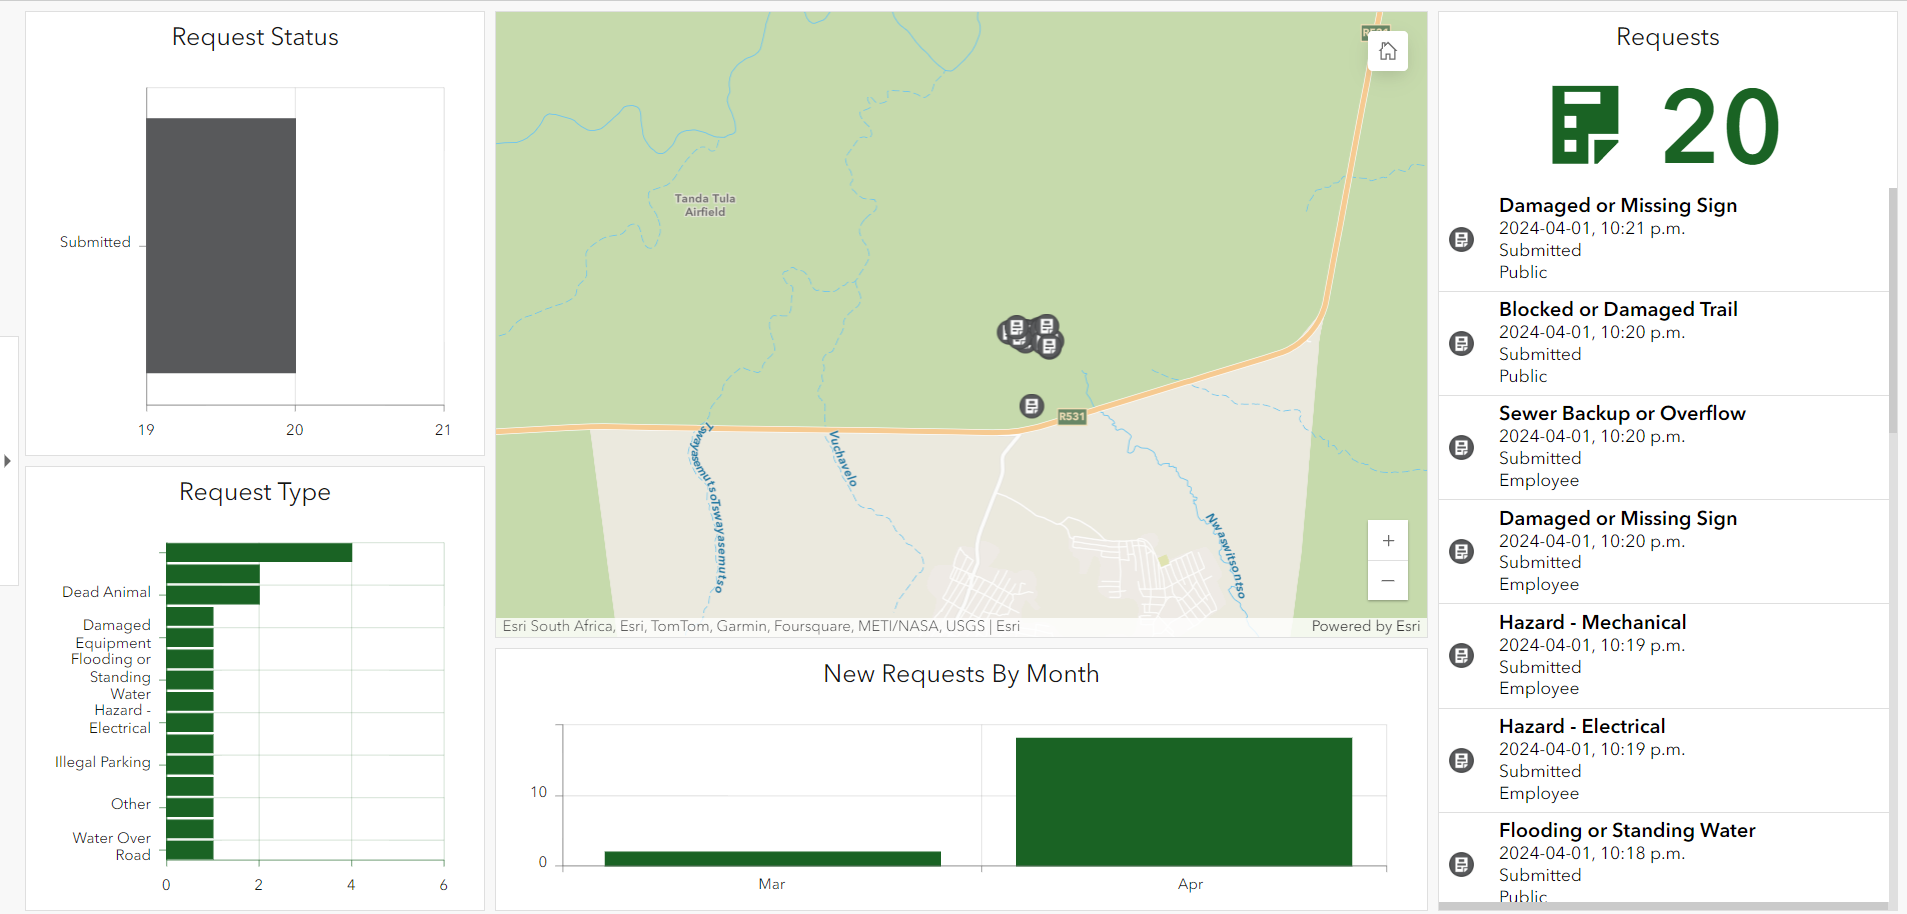 Request Status
Submitted
19
20
21
Request Type
Dead Animal
Damaged
Equipment
Flooding or
Standing
Water
Hazard -
Electrical
Illegal Parking
Other
Water Over
Road
0
2
4
6
Tanda Tula
Airfield
R531
Tswayasemutso
Tswayasemutso
Vuchavelo
Nwaswitsontso
+
−
Esri South Africa, Esri, TomTom, Garmin, Foursquare, METI/NASA, USGS | Esri
Powered by Esri
New Requests By Month
10
0
Mar
Apr
Requests
20
Damaged or Missing Sign
2024-04-01, 10:21 p.m.
Submitted
Public
Blocked or Damaged Trail
2024-04-01, 10:20 p.m.
Submitted
Public
Sewer Backup or Overflow
2024-04-01, 10:20 p.m.
Submitted
Employee
Damaged or Missing Sign
2024-04-01, 10:20 p.m.
Submitted
Employee
Hazard - Mechanical
2024-04-01, 10:19 p.m.
Submitted
Employee
Hazard - Electrical
2024-04-01, 10:19 p.m.
Submitted
Employee
Flooding or Standing Water
2024-04-01, 10:18 p.m.
Submitted
Public